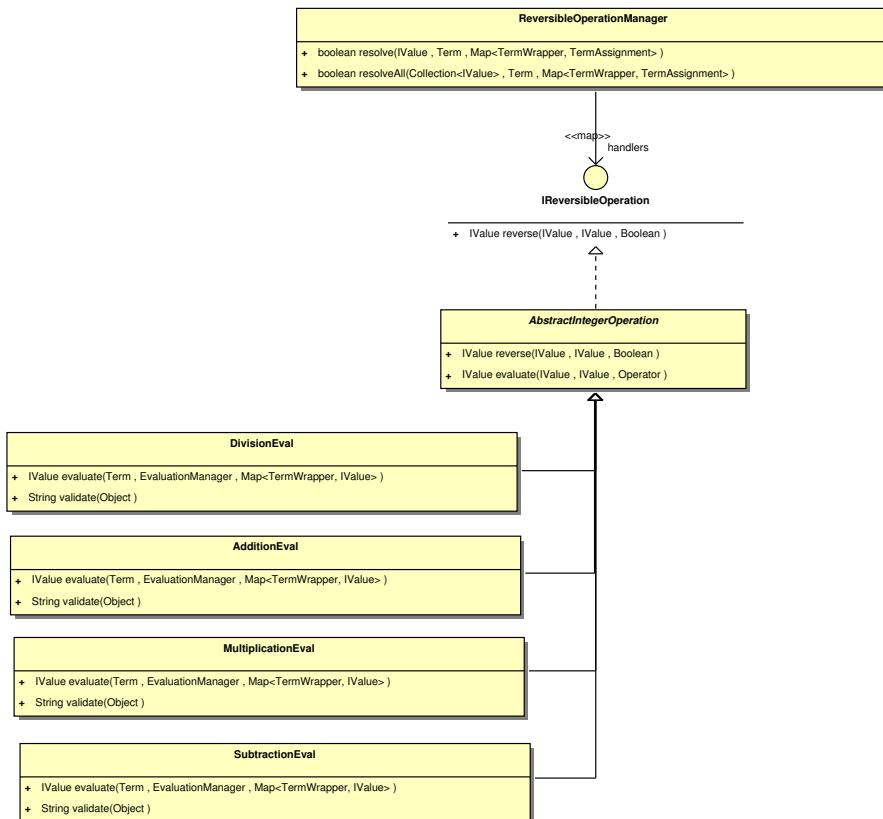 ReversibleOperationManager
+ boolean resolve(IValue , Term , Map<TermWrapper, TermAssignment> )
+ boolean resolveAll(Collection<IValue> , Term , Map<TermWrapper, TermAssignment> )
<<map>>
handlers
IReversibleOperation
+ IValue reverse(IValue , IValue , Boolean )
AbstractIntegerOperation
+ IValue reverse(IValue , IValue , Boolean )
+ IValue evaluate(IValue , IValue , Operator )
DivisionEval
+ IValue evaluate(Term , EvaluationManager , Map<TermWrapper, IValue> )
+ String validate(Object )
AdditionEval
+ IValue evaluate(Term , EvaluationManager , Map<TermWrapper, IValue> )
+ String validate(Object )
MultiplicationEval
+ IValue evaluate(Term , EvaluationManager , Map<TermWrapper, IValue> )
+ String validate(Object )
SubtractionEval
+ IValue evaluate(Term , EvaluationManager , Map<TermWrapper, IValue> )
+ String validate(Object )